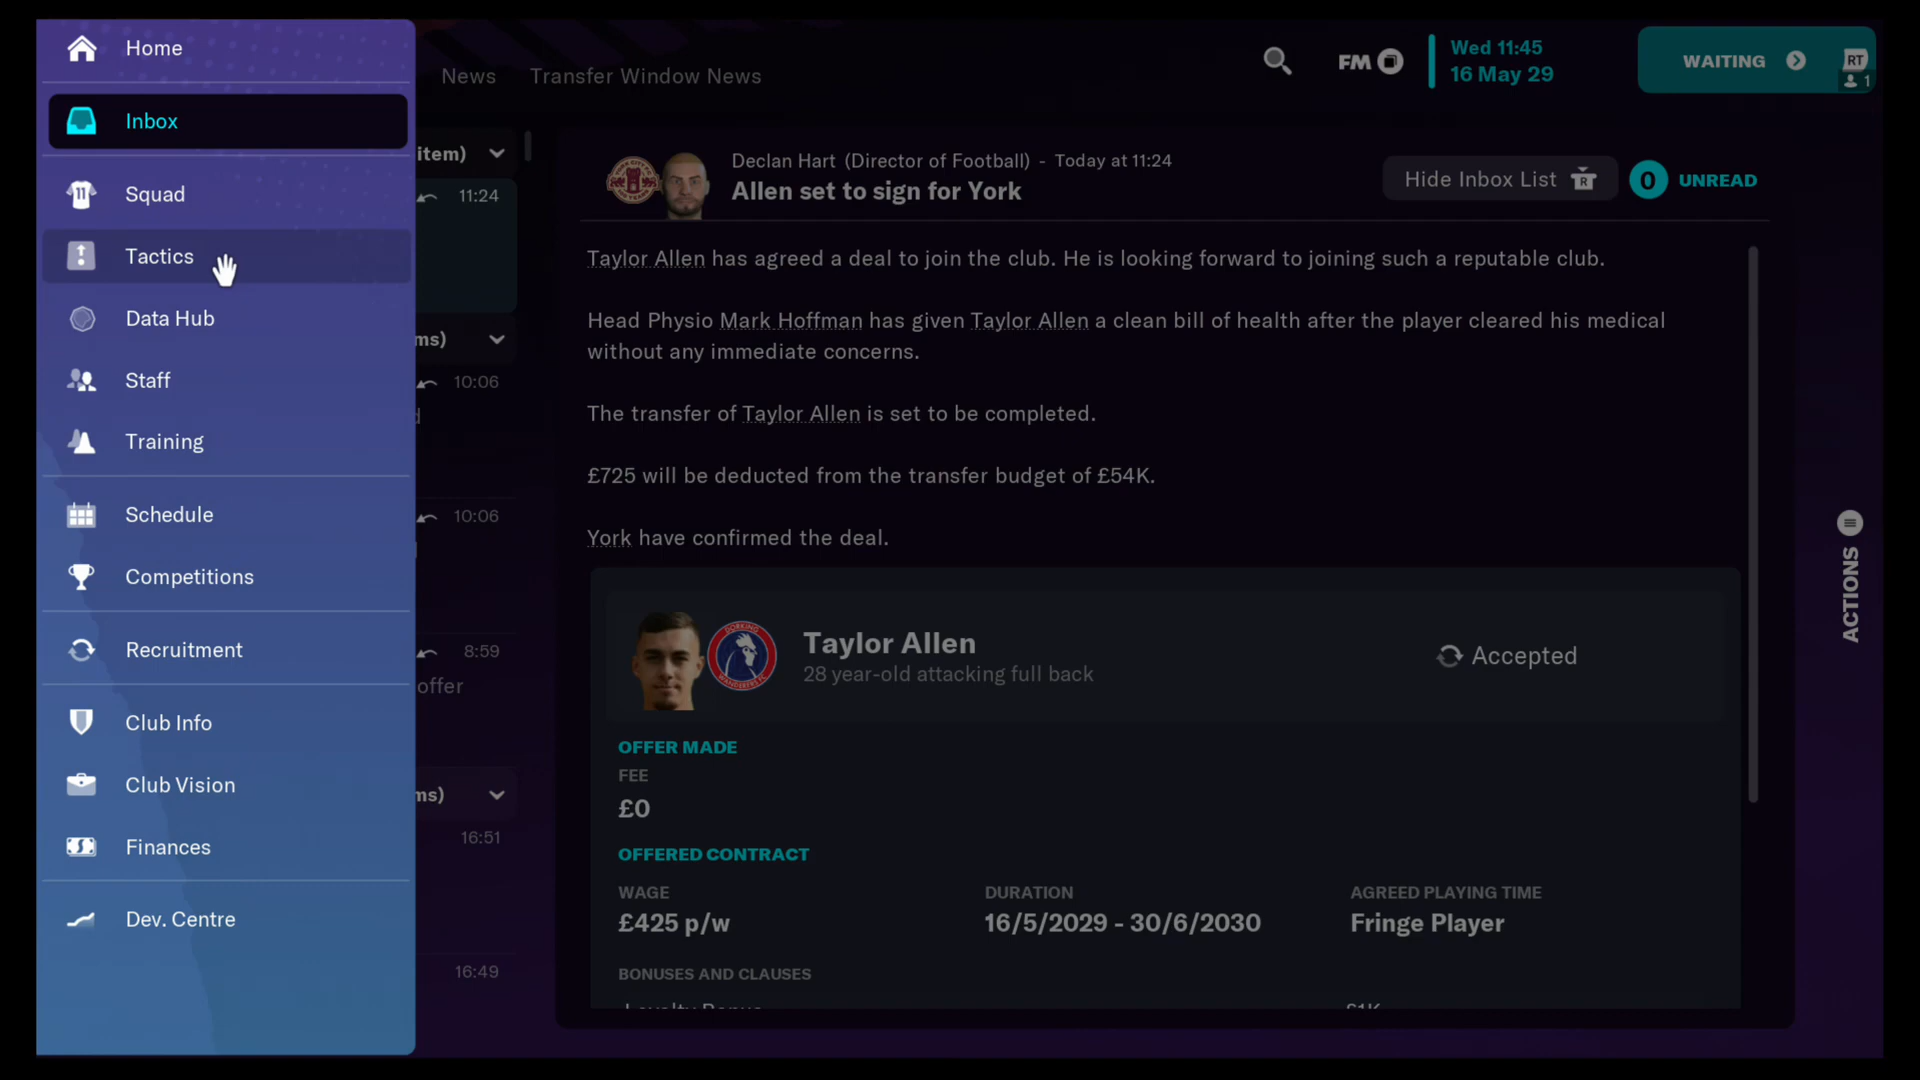 Home
Inbox
Squad
Tactics
Data Hub
Staff
Training
Schedule
Competitions
Recruitment
Club Info
Club Vision
Finances
Dev. Centre
News
Transfer Window News
FM
Wed 11:45
16 May 29
WAITING
RT
1
item)
11:24
ms)
10:06
10:06
8:59
offer
ms)
16:51
16:49
Declan Hart (Director of Football) - Today at 11:24
Allen set to sign for York
Hide Inbox List
R
0 UNREAD
Taylor Allen has agreed a deal to join the club. He is looking forward to joining such a reputable club.
Head Physio Mark Hoffman has given Taylor Allen a clean bill of health after the player cleared his medical
without any immediate concerns.
The transfer of Taylor Allen is set to be completed.
£725 will be deducted from the transfer budget of £54K.
York have confirmed the deal.
Taylor Allen
28 year-old attacking full back
Accepted
OFFER MADE
FEE
£0
OFFERED CONTRACT
WAGE
£425 p/w
DURATION
16/5/2029 - 30/6/2030
AGREED PLAYING TIME
Fringe Player
BONUSES AND CLAUSES
Loyalty Bonus
£1K
ACTIONS